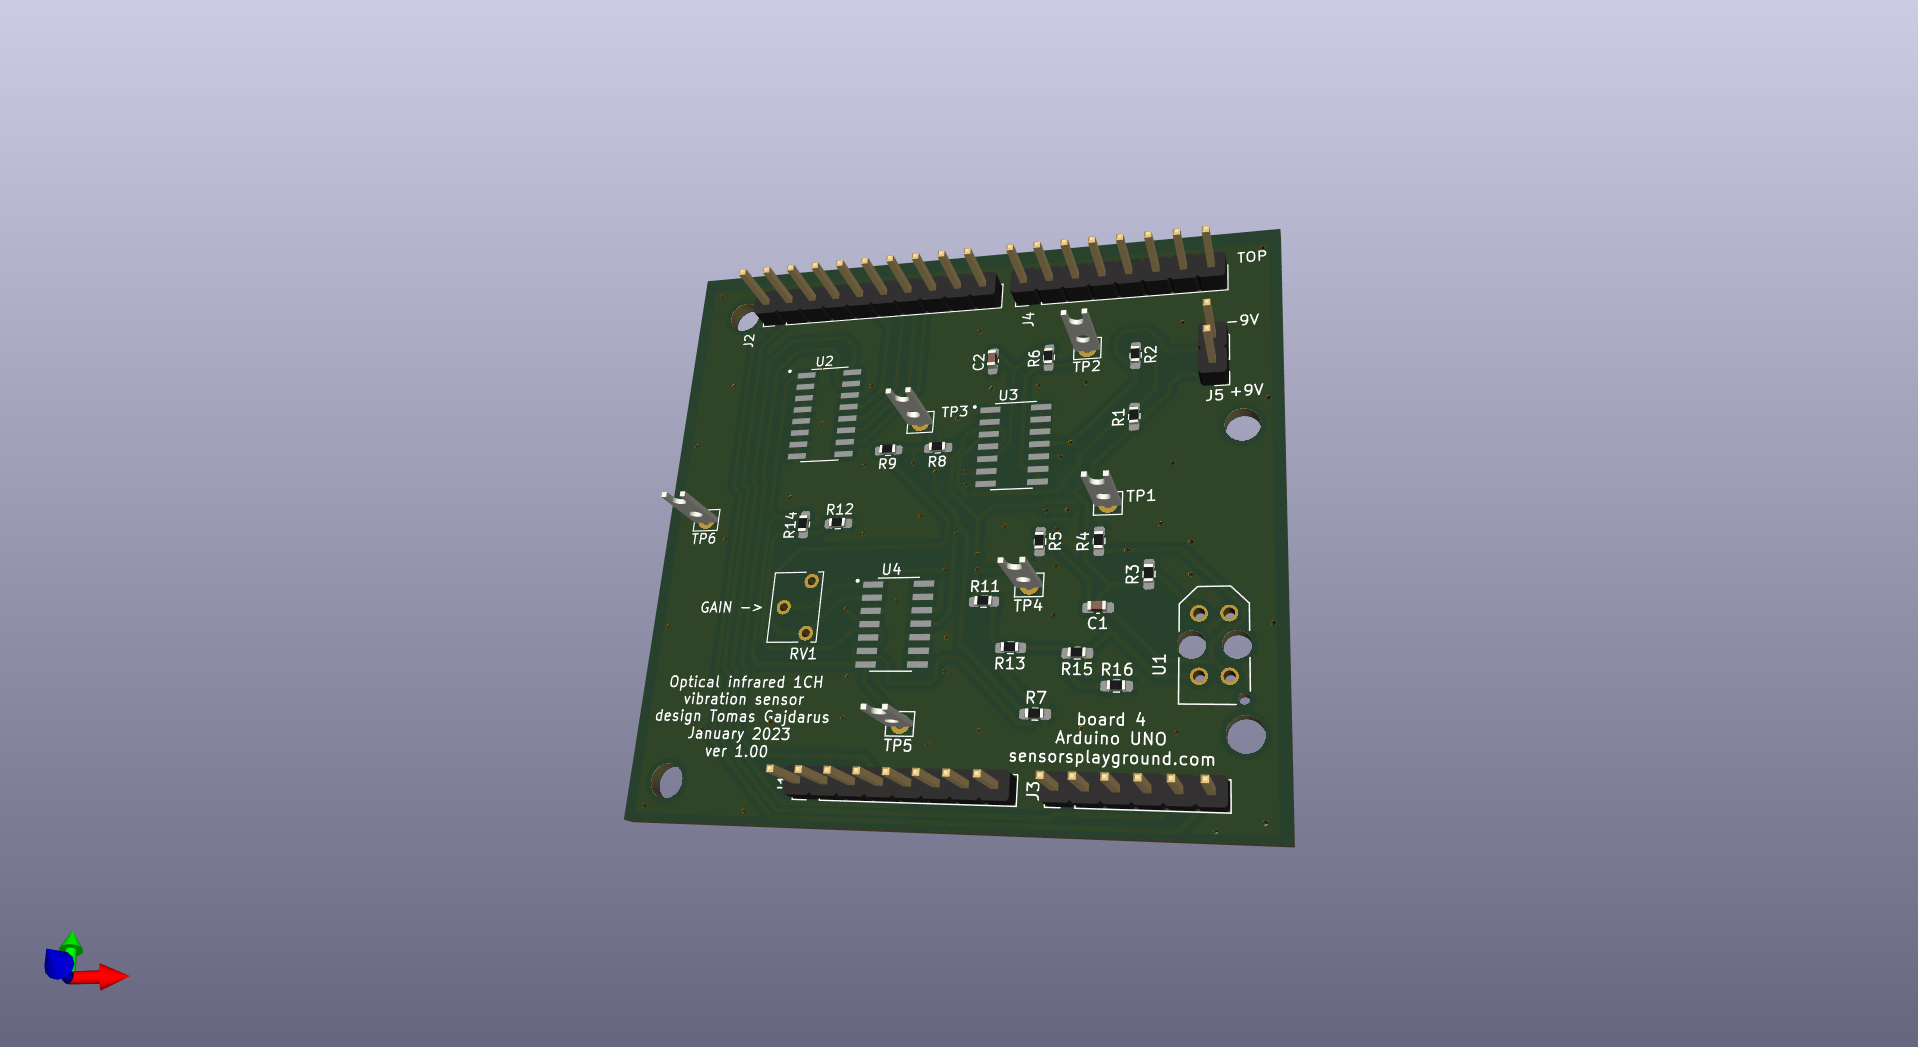 TOP
J4
-9V
J2
U2
C2
R6
TP2
R2
J5
+9V
U3
TP3
R1
R9
R8
TP1
R14
R12
TP6
R5
R4
R3
U4
R11
TP4
GAIN ->
C1
RV1
R13
R15
R16
U1
Optical infrared 1CH
vibration sensor
design Tomas Gajdarus
January 2023
ver 1.00
R7
TP5
board 4
Arduino UNO
sensorsplayground.com
J3